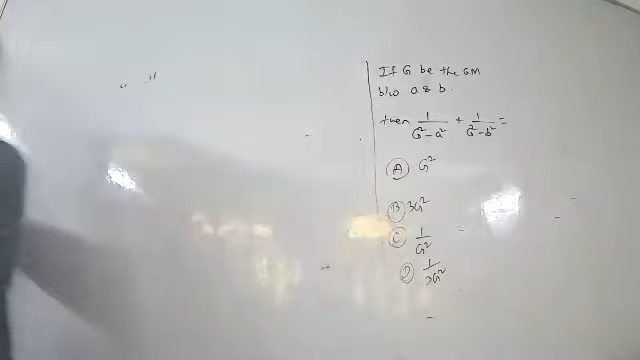 If G be the GM
b/w a & b.
then 1/(G²-a²) + 1/(G²-b²) =
(A) G²
(B) 3G²
(C) 1/G²
(D) 1/3G²